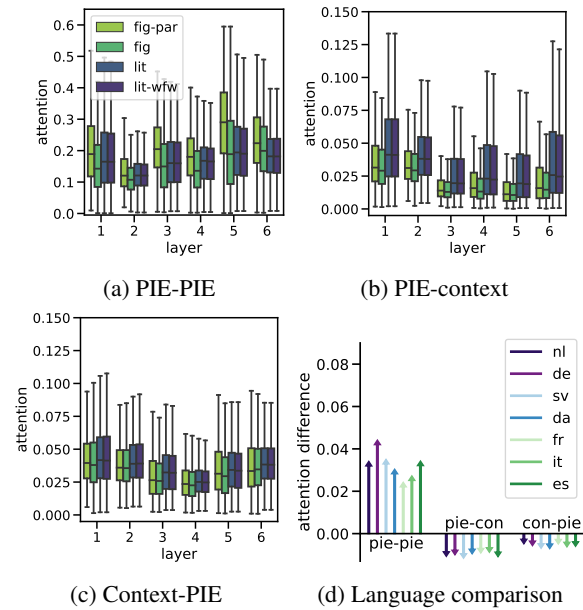 0.6
0.5
0.4
0.3
0.2
0.1
0.0
attention
fig-par
fig
lit
lit-wfw
1 2 3 4 5 6
layer
(a) PIE-PIE
0.150
0.125
0.100
0.075
0.050
0.025
0.000
attention
1 2 3 4 5 6
layer
(b) PIE-context
0.150
0.125
0.100
0.075
0.050
0.025
0.000
attention
1 2 3 4 5 6
layer
(c) Context-PIE
0.08
0.06
0.04
0.02
0.00
attention difference
nl
de
sv
da
fr
it
es
pie-pie
pie-con
con-pie
(d) Language comparison